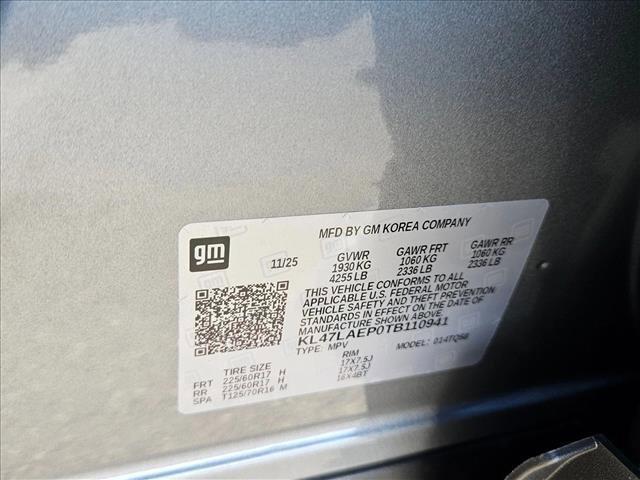 gm
MFD BY GM KOREA COMPANY
11/25 GVWR GAWR FRT GAWR RR
1930 KG 1060 KG 1060 KG
4255 LB 2336 LB 2336 LB
THIS VEHICLE CONFORMS TO ALL
APPLICABLE U.S. FEDERAL MOTOR
VEHICLE SAFETY AND THEFT PREVENTION
STANDARDS IN EFFECT ON THE DATE OF
MANUFACTURE SHOWN ABOVE.
KL47LAEP0TB110941
TYPE: MPV MODEL: 014TQ58
TIRE SIZE RIM
FRT 225/60R17 H 17X7.5J
RR 225/60R17 H 17X7.5J
SPA T125/70R16 M 16X4BT